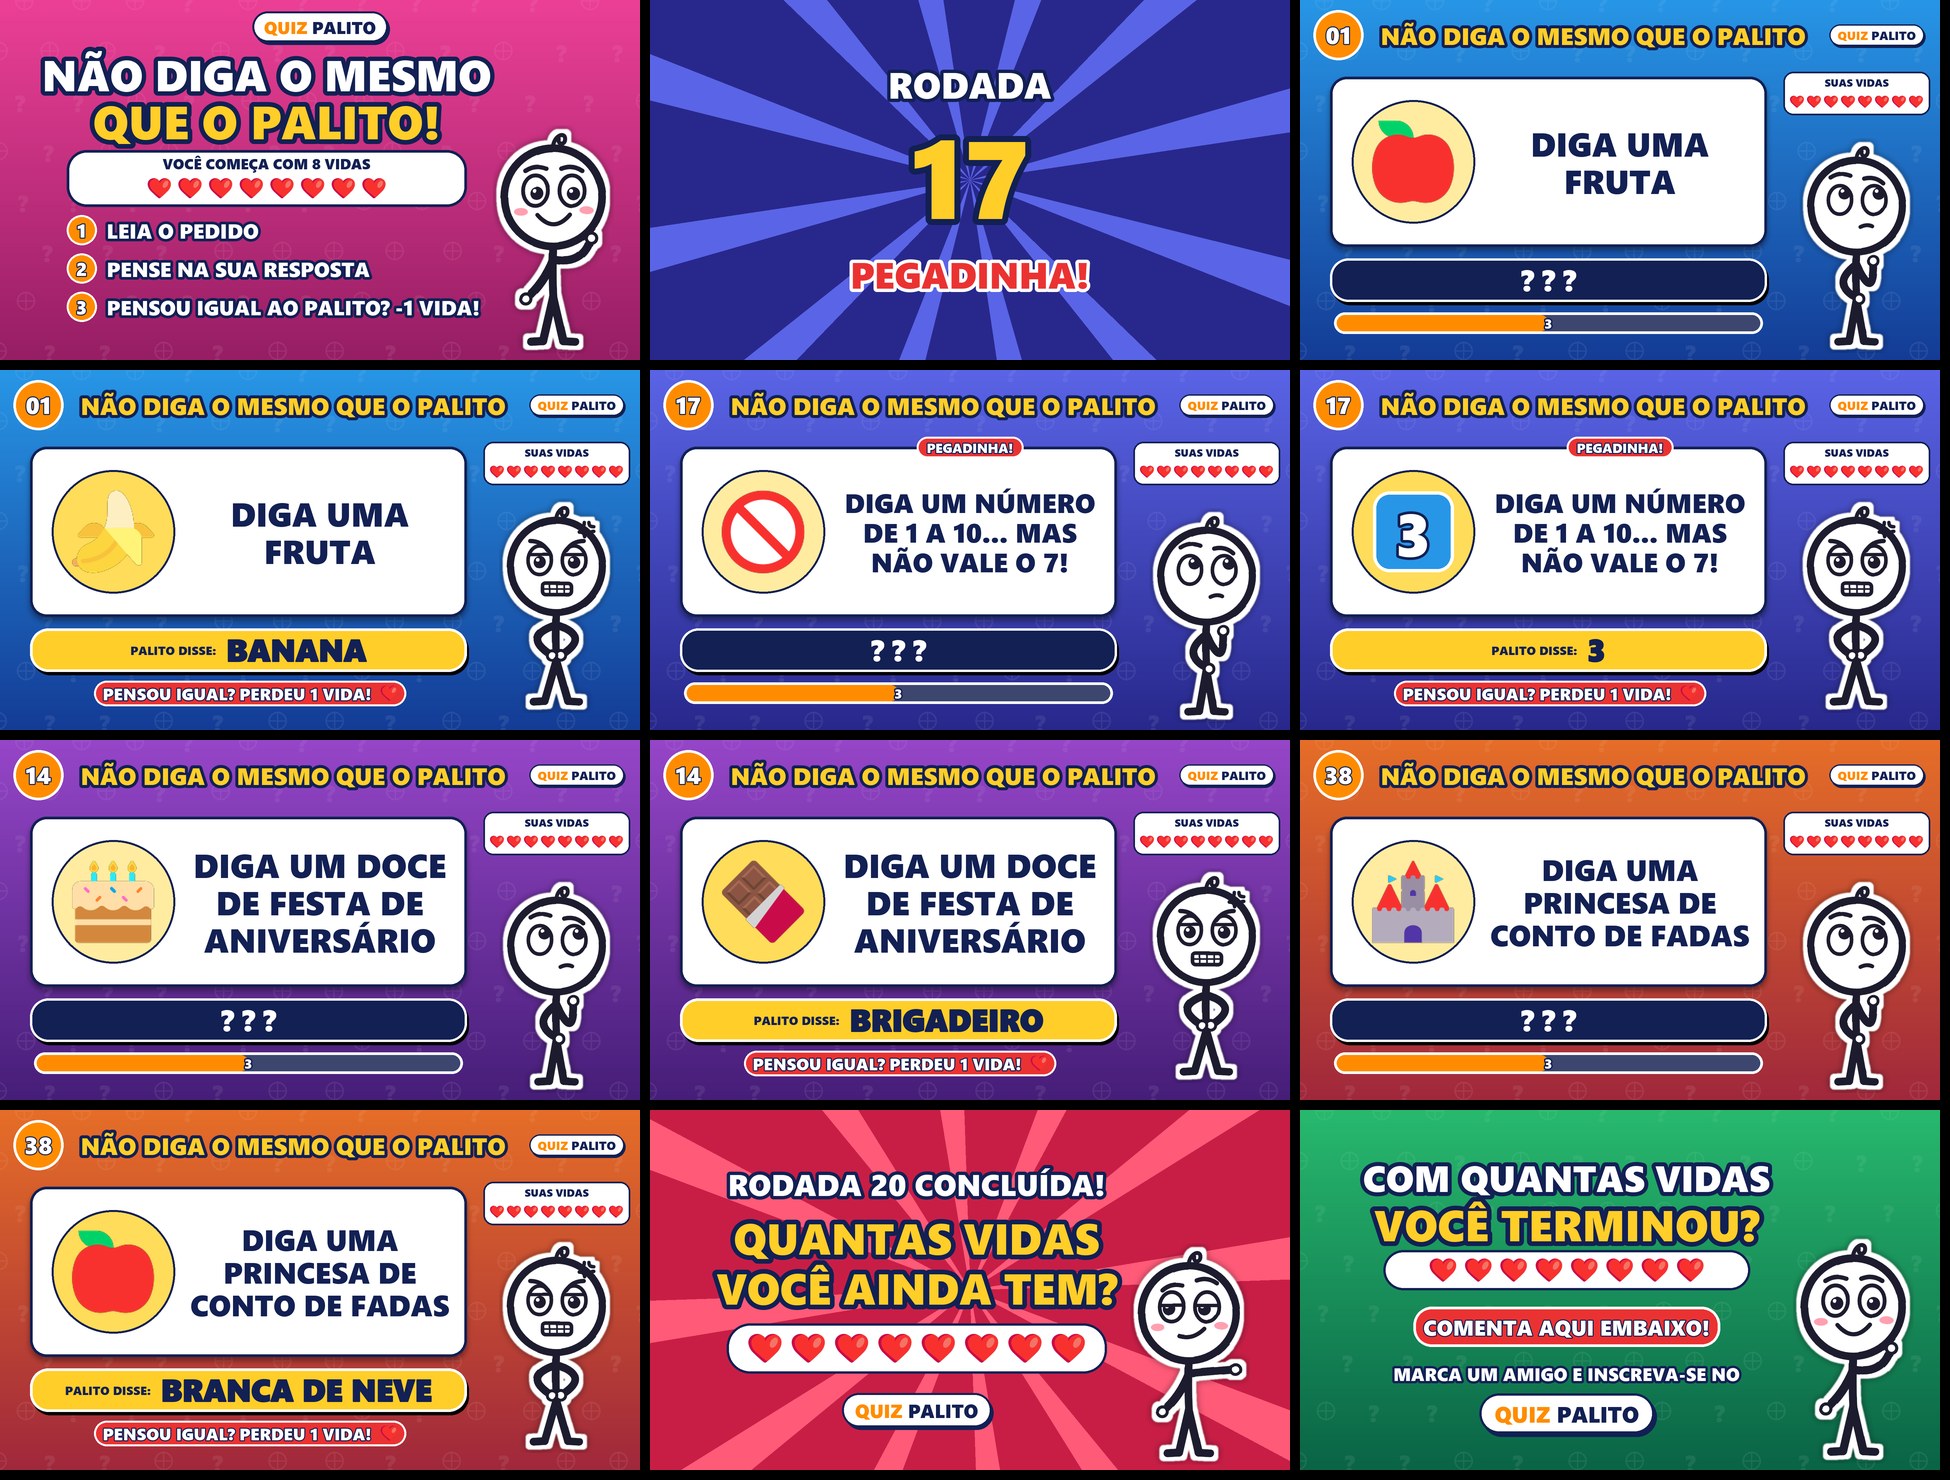 QUIZ PALITO
NÃO DIGA O MESMO
QUE O PALITO!
VOCÊ COMEÇA COM 8 VIDAS
1 LEIA O PEDIDO
2 PENSE NA SUA RESPOSTA
3 PENSOU IGUAL AO PALITO? -1 VIDA!
RODADA
17
PEGADINHA!
01 NÃO DIGA O MESMO QUE O PALITO QUIZ PALITO
SUAS VIDAS
DIGA UMA
FRUTA
???
3
01 NÃO DIGA O MESMO QUE O PALITO QUIZ PALITO
SUAS VIDAS
DIGA UMA
FRUTA
PALITO DISSE: BANANA
PENSOU IGUAL? PERDEU 1 VIDA!
17 NÃO DIGA O MESMO QUE O PALITO QUIZ PALITO
PEGADINHA!
SUAS VIDAS
DIGA UM NÚMERO
DE 1 A 10... MAS
NÃO VALE O 7!
???
3
17 NÃO DIGA O MESMO QUE O PALITO QUIZ PALITO
PEGADINHA!
SUAS VIDAS
3
DIGA UM NÚMERO
DE 1 A 10... MAS
NÃO VALE O 7!
PALITO DISSE: 3
PENSOU IGUAL? PERDEU 1 VIDA!
14 NÃO DIGA O MESMO QUE O PALITO QUIZ PALITO
SUAS VIDAS
DIGA UM DOCE
DE FESTA DE
ANIVERSÁRIO
???
3
14 NÃO DIGA O MESMO QUE O PALITO QUIZ PALITO
SUAS VIDAS
DIGA UM DOCE
DE FESTA DE
ANIVERSÁRIO
PALITO DISSE: BRIGADEIRO
PENSOU IGUAL? PERDEU 1 VIDA!
38 NÃO DIGA O MESMO QUE O PALITO QUIZ PALITO
SUAS VIDAS
DIGA UMA
PRINCESA DE
CONTO DE FADAS
???
3
38 NÃO DIGA O MESMO QUE O PALITO QUIZ PALITO
SUAS VIDAS
DIGA UMA
PRINCESA DE
CONTO DE FADAS
PALITO DISSE: BRANCA DE NEVE
PENSOU IGUAL? PERDEU 1 VIDA!
RODADA 20 CONCLUÍDA!
QUANTAS VIDAS
VOCÊ AINDA TEM?
QUIZ PALITO
COM QUANTAS VIDAS
VOCÊ TERMINOU?
COMENTA AQUI EMBAIXO!
MARCA UM AMIGO E INSCREVA-SE NO
QUIZ PALITO